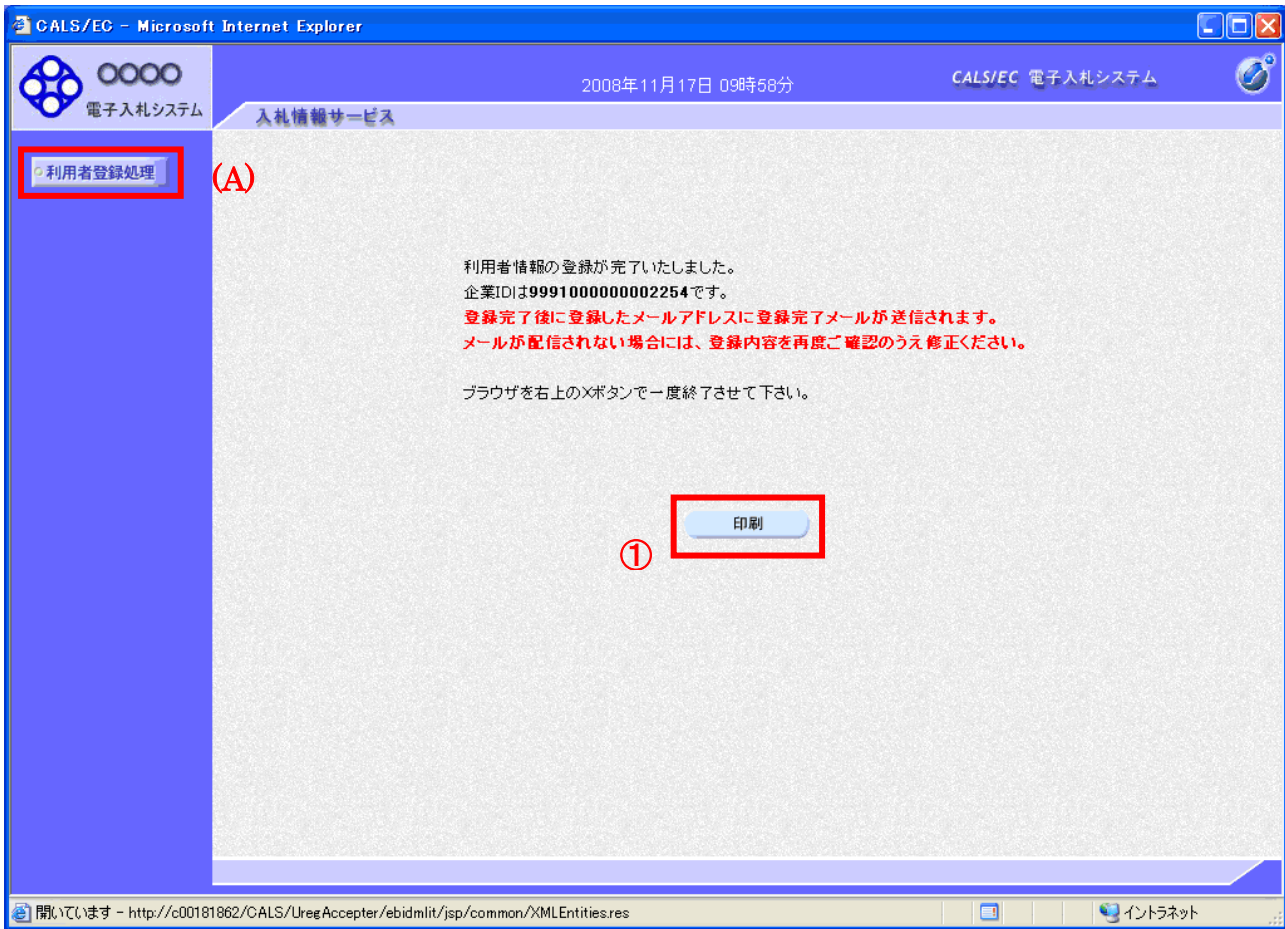 CALS/EC - Microsoft Internet Explorer
〇〇〇〇
電子入札システム
2008年11月17日 09時58分
CALS/EC 電子入札システム
入札情報サービス
利用者登録処理
(A)
利用者情報の登録が完了いたしました。
企業IDは9991000000002254です。
登録完了後に登録したメールアドレスに登録完了メールが送信されます。
メールが配信されない場合には、登録内容を再度ご確認のうえ修正ください。
ブラウザを右上の×ボタンで一度終了させて下さい。
印刷
①
開いています - http://c00181862/CALS/UregAccepter/ebidmlit/jsp/common/XMLEntities.res
イントラネット